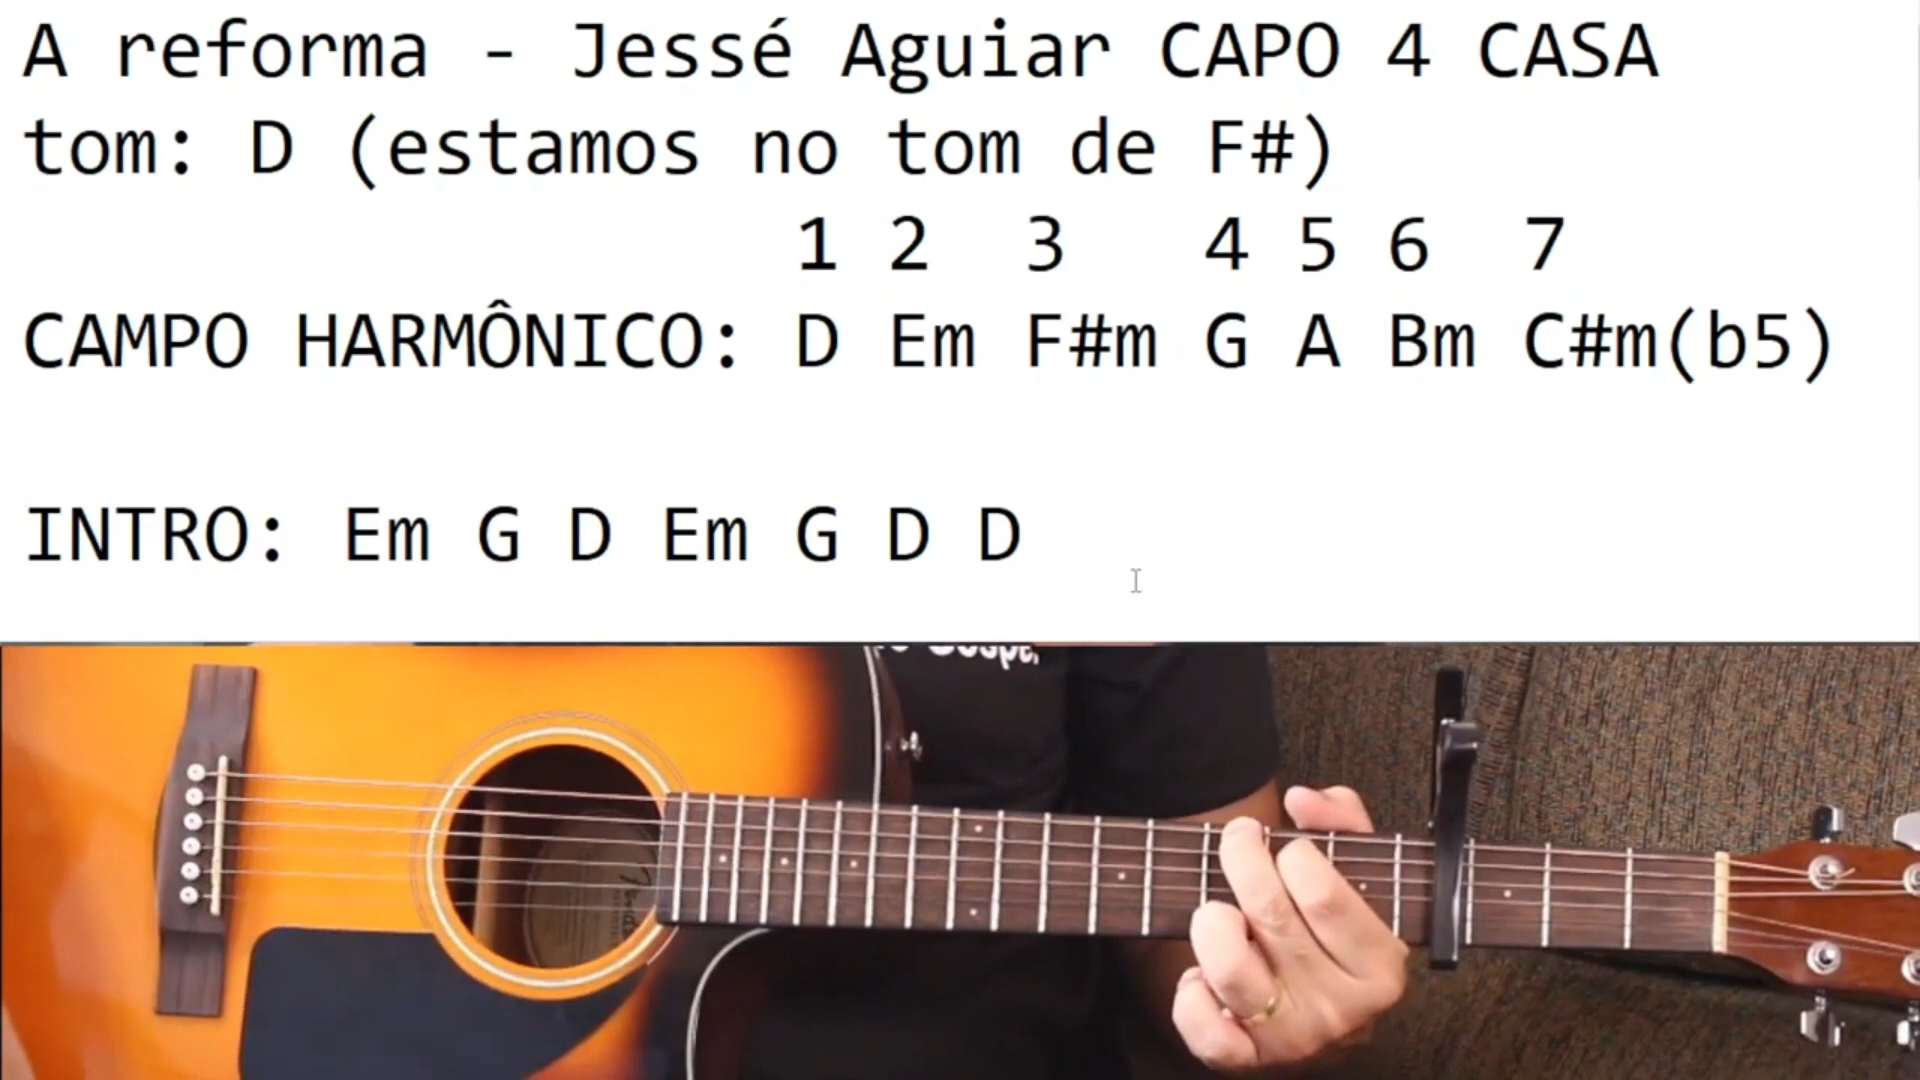 A reforma - Jessé Aguiar CAPO 4 CASA
tom: D (estamos no tom de F#)
1 2 3 4 5 6 7
CAMPO HARMÔNICO: D Em F#m G A Bm C#m(b5)
INTRO: Em G D Em G D D